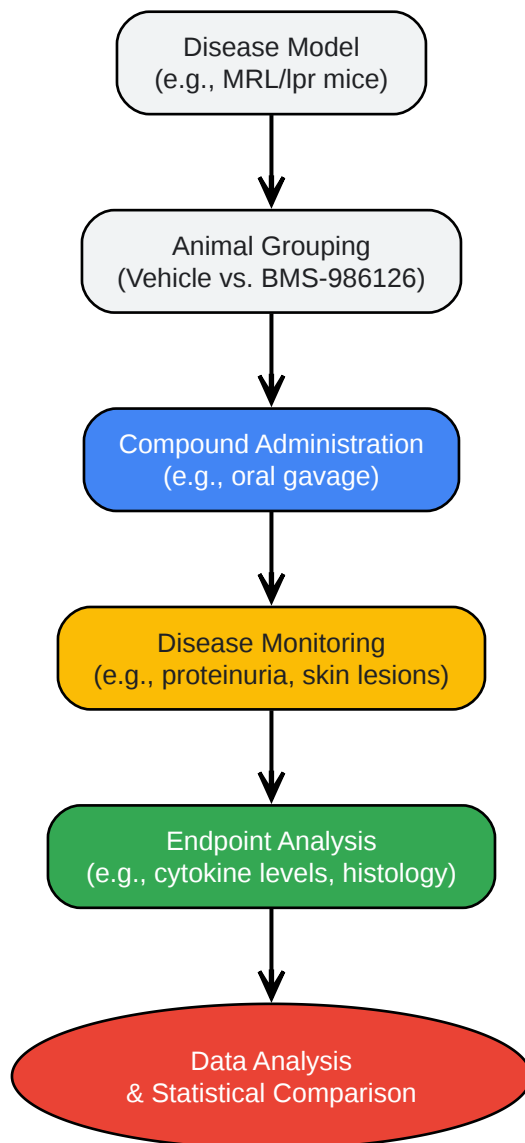 Disease Model
(e.g., MRL/lpr mice)
Animal Grouping
(Vehicle vs. BMS-986126)
Compound Administration
(e.g., oral gavage)
Disease Monitoring
(e.g., proteinuria, skin lesions)
Endpoint Analysis
(e.g., cytokine levels, histology)
Data Analysis
& Statistical Comparison